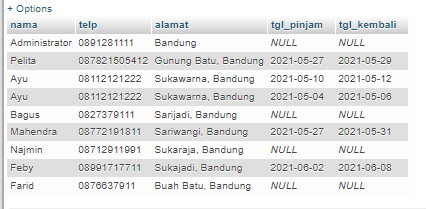 + Options
nama telp alamat tgl_pinjam tgl_kembali
Administrator 0891281111 Bandung NULL NULL
Pelita 087821505412 Gunung Batu, Bandung 2021-05-27 2021-05-29
Ayu 08112121222 Sukawarna, Bandung 2021-05-10 2021-05-12
Ayu 08112121222 Sukawarna, Bandung 2021-05-04 2021-05-06
Bagus 0827379111 Sarijadi, Bandung NULL NULL
Mahendra 08772191811 Sariwangi, Bandung 2021-05-27 2021-05-31
Najmin 08712911991 Sukaraja, Bandung NULL NULL
Feby 08991717711 Sukajadi, Bandung 2021-06-02 2021-06-08
Farid 0876637911 Buah Batu, Bandung NULL NULL